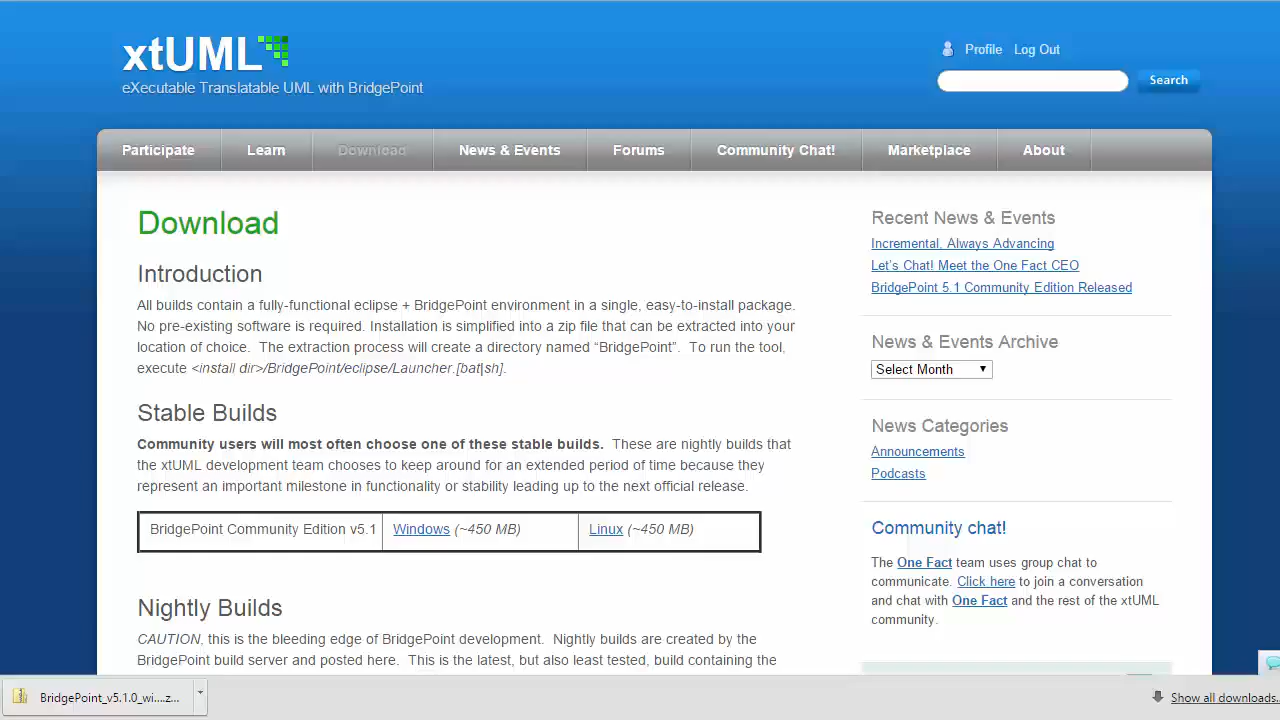 xtUML
eXecutable Translatable UML with BridgePoint
Profile Log Out
Search
Participate Learn Download News & Events Forums Community Chat! Marketplace About
Download
Introduction
All builds contain a fully-functional eclipse + BridgePoint environment in a single, easy-to-install package.
No pre-existing software is required. Installation is simplified into a zip file that can be extracted into your
location of choice. The extraction process will create a directory named “BridgePoint”. To run the tool,
execute <install dir>/BridgePoint/eclipse/Launcher.[bat|sh].
Stable Builds
Community users will most often choose one of these stable builds. These are nightly builds that
the xtUML development team chooses to keep around for an extended period of time because they
represent an important milestone in functionality or stability leading up to the next official release.
BridgePoint Community Edition v5.1 Windows (~450 MB) Linux (~450 MB)
Nightly Builds
CAUTION, this is the bleeding edge of BridgePoint development. Nightly builds are created by the
BridgePoint build server and posted here. This is the latest, but also least tested, build containing the
Recent News & Events
Incremental, Always Advancing
Let’s Chat! Meet the One Fact CEO
BridgePoint 5.1 Community Edition Released
News & Events Archive
Select Month
News Categories
Announcements
Podcasts
Community chat!
The One Fact team uses group chat to
communicate. Click here to join a conversation
and chat with One Fact and the rest of the xtUML
community.
BridgePoint_v5.1.0_wi....z...
Show all downloads...